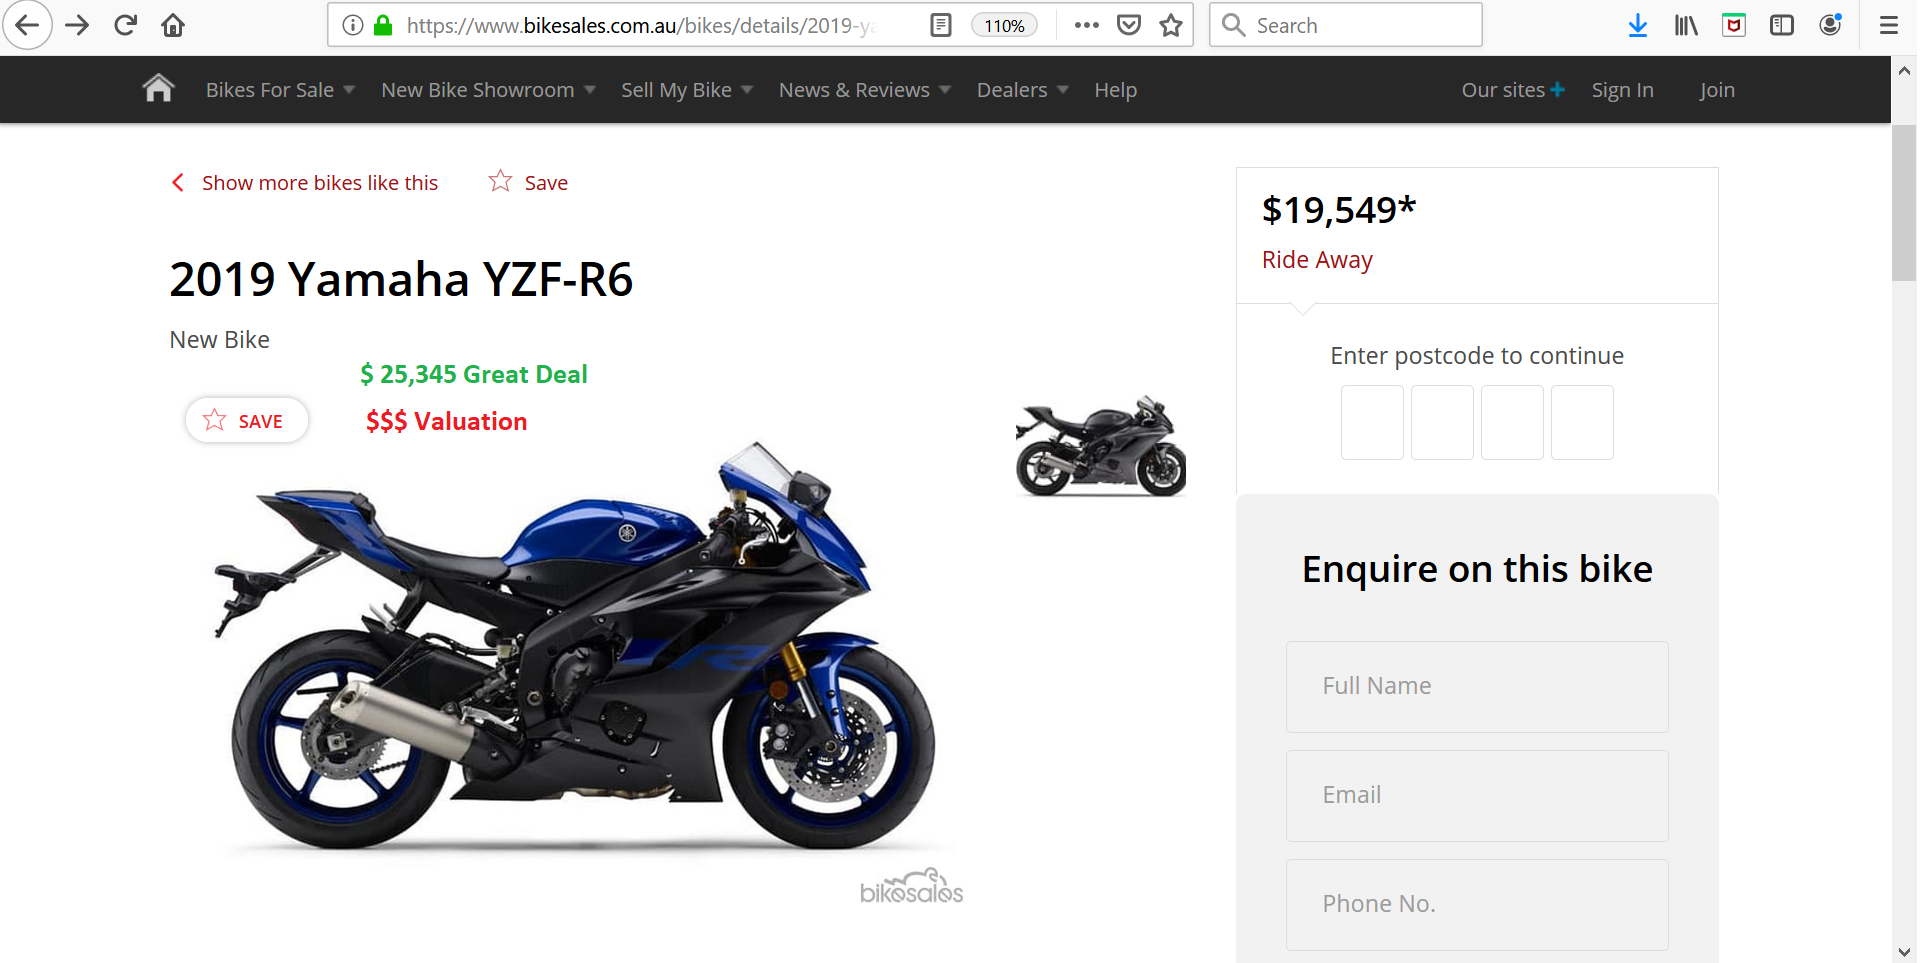 https://www.bikesales.com.au/bikes/details/2019-ya
110%
Search
Bikes For Sale
New Bike Showroom
Sell My Bike
News & Reviews
Dealers
Help
Our sites
Sign In
Join
Show more bikes like this
Save
2019 Yamaha YZF-R6
New Bike
$ 25,345 Great Deal
SAVE
$$$ Valuation
bikesales
$19,549*
Ride Away
Enter postcode to continue
Enquire on this bike
Full Name
Email
Phone No.